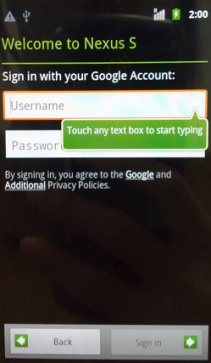 2:00
Welcome to Nexus S
Sign in with your Google Account:
Username
Touch any text box to start typing
Passwor
By signing in, you agree to the Google and
Additional Privacy Policies.
Back
Sign in